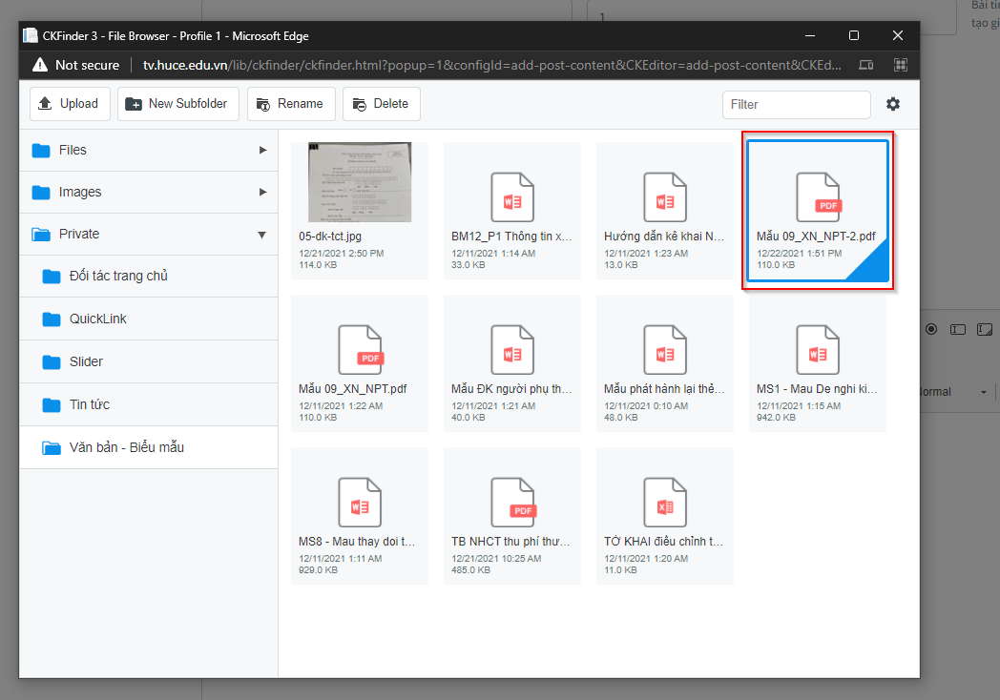 Bài tin
tạo gi
1
CKFinder 3 - File Browser - Profile 1 - Microsoft Edge
Not secure
tv.huce.edu.vn/lib/ckfinder/ckfinder.html?popup=1&configId=add-post-content&CKEditor=add-post-content&CKEd...
Upload
New Subfolder
Rename
Delete
Filter
Files
Images
Private
Đối tác trang chủ
QuickLink
Slider
Tin tức
Văn bản - Biểu mẫu
05-dk-tct.jpg
12/21/2021 2:50 PM
114.0 KB
BM12_P1 Thông tin x...
12/11/2021 1:14 AM
33.0 KB
Hướng dẫn kê khai N...
12/11/2021 1:23 AM
13.0 KB
PDF
Mẫu 09_XN_NPT-2.pdf
12/22/2021 1:51 PM
110.0 KB
PDF
Mẫu 09_XN_NPT.pdf
12/11/2021 1:22 AM
110.0 KB
Mẫu ĐK người phụ th...
12/11/2021 1:21 AM
40.0 KB
Mẫu phát hành lại thẻ...
12/11/2021 0:10 AM
48.0 KB
MS1 - Mau De nghi ki...
12/11/2021 1:15 AM
942.0 KB
ormal
MS8 - Mau thay doi t...
12/11/2021 1:11 AM
929.0 KB
PDF
TB NHCT thu phí thư...
12/21/2021 10:25 AM
485.0 KB
TỜ KHAI điều chỉnh t...
12/11/2021 1:20 AM
11.0 KB